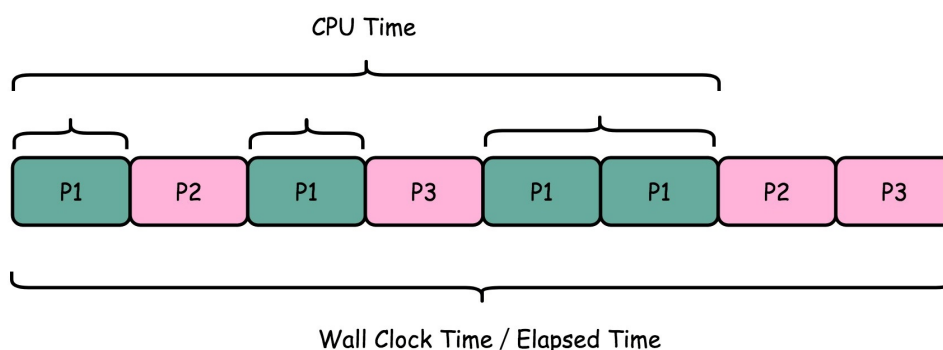 CPU Time
P1 P2 P1 P3 P1 P1 P2 P3
Wall Clock Time / Elapsed Time